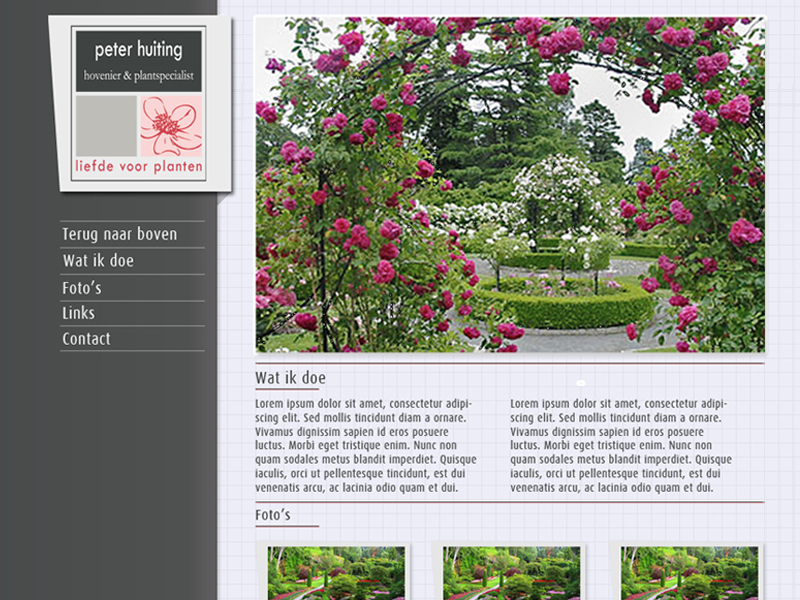 peter huiting
hovenier & plantspecialist
liefde voor planten
Terug naar boven
Wat ik doe
Foto's
Links
Contact
Wat ik doe
Lorem ipsum dolor sit amet, consectetur adipi-
scing elit. Sed mollis tincidunt diam a ornare.
Vivamus dignissim sapien id eros posuere
luctus. Morbi eget tristique enim. Nunc non
quam sodales metus blandit imperdiet. Quisque
iaculis, orci ut pellentesque tincidunt, est dui
venenatis arcu, ac lacinia odio quam et dui.
Lorem ipsum dolor sit amet, consectetur adipi-
scing elit. Sed mollis tincidunt diam a ornare.
Vivamus dignissim sapien id eros posuere
luctus. Morbi eget tristique enim. Nunc non
quam sodales metus blandit imperdiet. Quisque
iaculis, orci ut pellentesque tincidunt, est dui
venenatis arcu, ac lacinia odio quam et dui.
Foto's